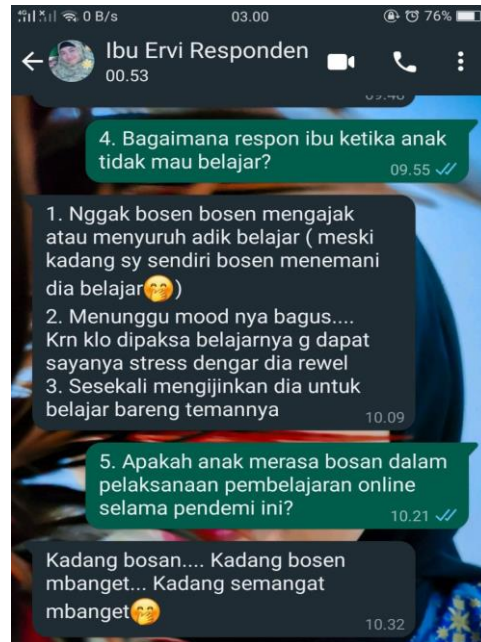 0 B/s 03.00 76%
Ibu Ervi Responden
00.53
4. Bagaimana respon ibu ketika anak
tidak mau belajar?
09.55
1. Nggak bosen bosen mengajak
atau menyuruh adik belajar ( meski
kadang sy sendiri bosen menemani
dia belajar🤭)
2. Menunggu mood nya bagus....
Krn klo dipaksa belajarnya g dapat
sayanya stress dengar dia rewel
3. Sesekali mengijinkan dia untuk
belajar bareng temannya
10.09
5. Apakah anak merasa bosan dalam
pelaksanaan pembelajaran online
selama pendemi ini?
10.21
Kadang bosan.... Kadang bosen
mbanget... Kadang semangat
mbanget🤭
10.32